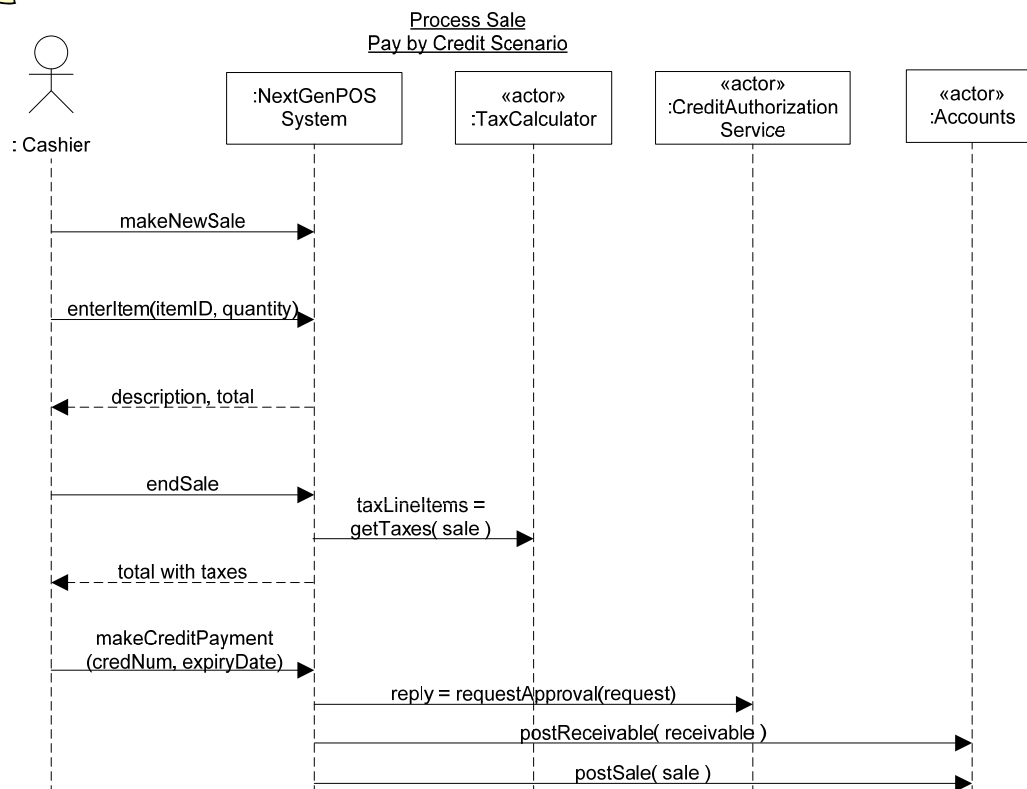 Process Sale
Pay by Credit Scenario
: Cashier
:NextGenPOS
System
«actor»
:TaxCalculator
«actor»
:CreditAuthorization
Service
«actor»
:Accounts
makeNewSale
enterItem(itemID, quantity)
description, total
endSale
taxLineItems =
getTaxes( sale )
total with taxes
makeCreditPayment
(credNum, expiryDate)
reply = requestApproval(request)
postReceivable( receivable )
postSale( sale )